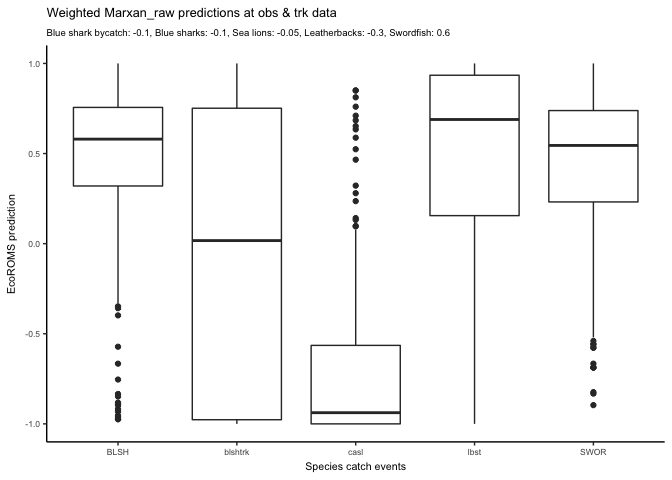 Weighted Marxan_raw predictions at obs & trk data
Blue shark bycatch: -0.1, Blue sharks: -0.1, Sea lions: -0.05, Leatherbacks: -0.3, Swordfish: 0.6
1.0
0.5
0.0
-0.5
-1.0
EcoROMS prediction
BLSH blshtrk casl lbst SWOR
Species catch events